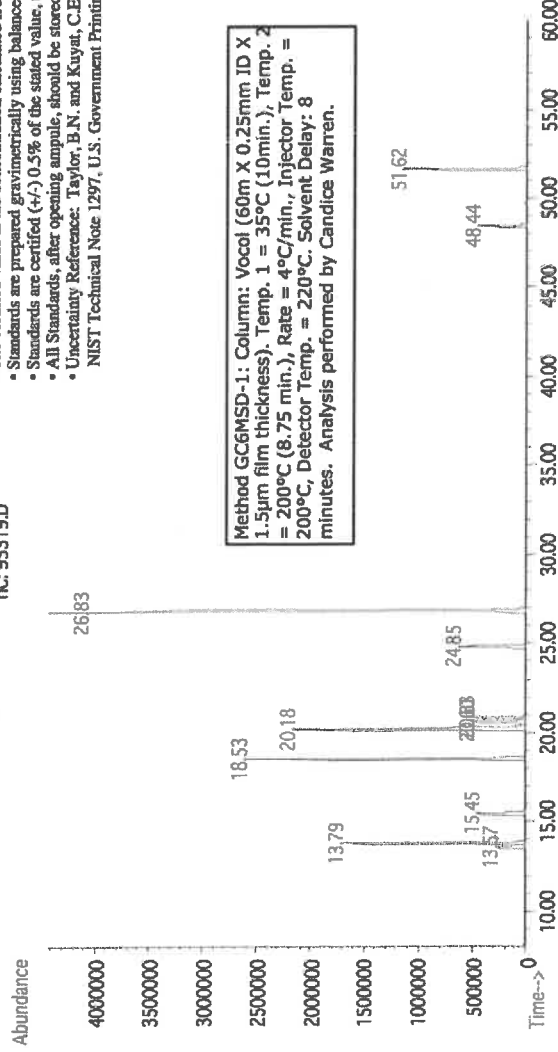 • Standards are prepared gravimetrically using balance
• Standards are certifed (+/-) 0.5% of the stated value,
• All Standards, after opening ampule, should be stored
• Uncertainty Reference: Taylor, B.N. and Kuyat, C.E
NIST Technical Note 1297, U.S. Government Printin
TIC: 95319.D
Method GC6MSD-1: Column: Vocol (60m X 0.25mm ID X
1.5µm film thickness). Temp. 1 = 35°C (10min.), Temp. 2
= 200°C (8.75 min.), Rate = 4°C/min., Injector Temp. =
200°C, Detector Temp. = 220°C. Solvent Delay: 8
minutes. Analysis performed by Candice Warren.
Abundance
4000000
3500000
3000000
2500000
2000000
1500000
1000000
500000
0
26.83
18.53
20.18
13.79
51.62
24.85
48.44
15.45
13.57
Time-->
10.00
15.00
20.00
25.00
30.00
35.00
40.00
45.00
50.00
55.00
60.00